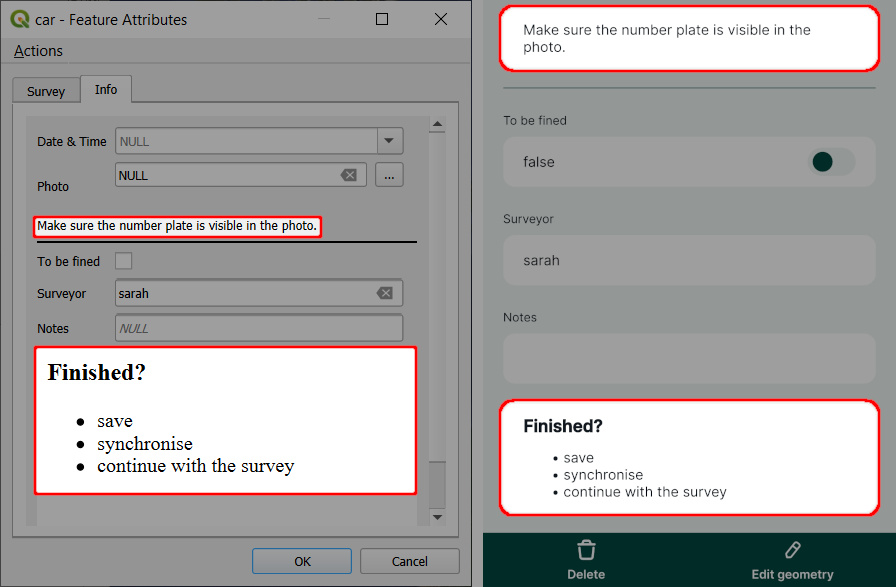 car - Feature Attributes
Actions
Survey
Info
Date & Time
NULL
Photo
NULL
...
Make sure the number plate is visible in the photo.
To be fined
Surveyor
sarah
Notes
NULL
Finished?
save
synchronise
continue with the survey
OK
Cancel
Make sure the number plate is visible in the
photo.
To be fined
false
Surveyor
sarah
Notes
Finished?
• save
• synchronise
• continue with the survey
Delete
Edit geometry